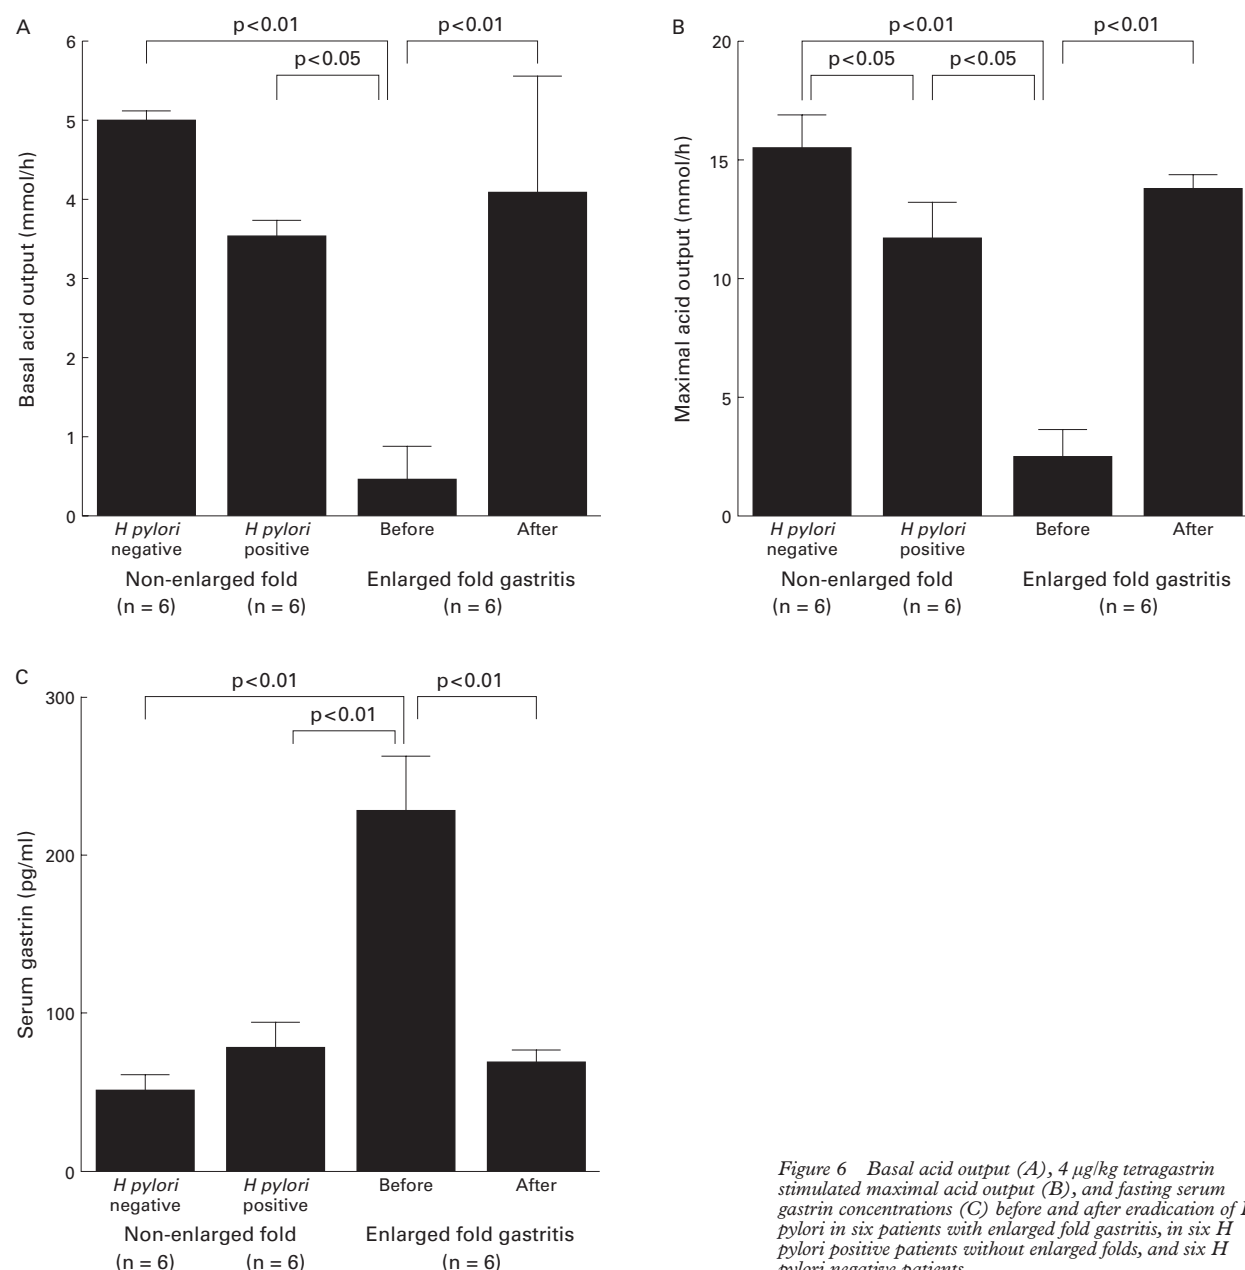 A
p<0.01
p<0.01
p<0.05
6
5
4
3
2
1
0
Basal acid output (mmol/h)
H pylori negative
H pylori positive
Before
After
Non-enlarged fold
Enlarged fold gastritis
(n = 6)
(n = 6)
(n = 6)
B
p<0.01
p<0.01
p<0.05
p<0.05
20
15
10
5
0
Maximal acid output (mmol/h)
H pylori negative
H pylori positive
Before
After
Non-enlarged fold
Enlarged fold gastritis
(n = 6)
(n = 6)
(n = 6)
C
p<0.01
p<0.01
p<0.01
300
200
100
0
Serum gastrin (pg/ml)
H pylori negative
H pylori positive
Before
After
Non-enlarged fold
Enlarged fold gastritis
(n = 6)
(n = 6)
(n = 6)
Figure 6 Basal acid output (A), 4 µg/kg tetragastrin
stimulated maximal acid output (B), and fasting serum
gastrin concentrations (C) before and after eradication of
pylori in six patients with enlarged fold gastritis, in six H
pylori positive patients without enlarged folds, and six H
pylori negative patients